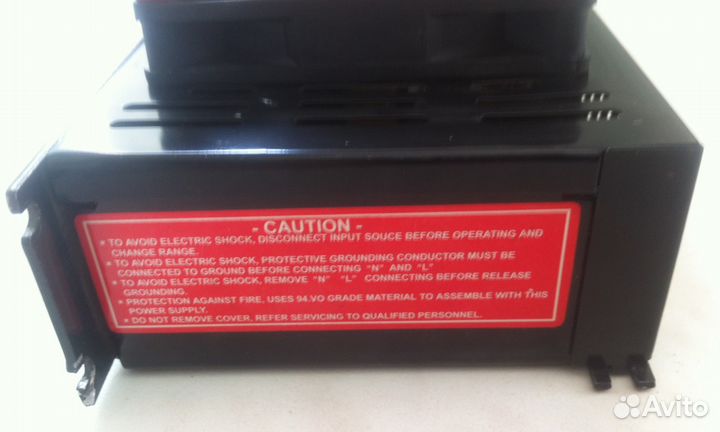 - CAUTION -
* TO AVOID ELECTRIC SHOCK, DISCONNECT INPUT SOUCE BEFORE OPERATING AND
CHANGE RANGE.
* TO AVOID ELECTRIC SHOCK, PROTECTIVE GROUNDING CONDUCTOR MUST BE
CONNECTED TO GROUND BEFORE CONNECTING "N" AND "L"
* TO AVOID ELECTRIC SHOCK, REMOVE "N" "L" CONNECTING BEFORE RELEASE
GROUNDING.
* PROTECTION AGAINST FIRE, USES 94.VO GRADE MATERIAL TO ASSEMBLE WITH THIS
POWER SUPPLY.
* DO NOT REMOVE COVER, REFER SERVICING TO QUALIFIED PERSONNEL.
Avito